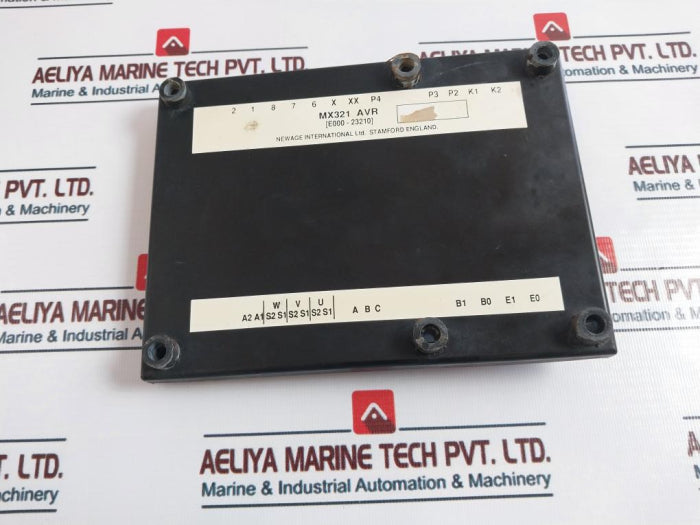 AELIYA MARINE TECH PVT. LTD.
Marine & Industrial Automation & Machinery
2 1 8 7 6 X XX P4 P3 P2 K1 K2
MX321 AVR
[E000 - 23210]
NEWAGE INTERNATIONAL Ltd. STAMFORD ENGLAND.
AELIYA MARINE TECH PVT. LTD.
Marine & Industrial Automation & Machinery
PVT. LTD.
& Machinery
AELIYA
Marine & Ind
W V U
A2 A1 S2 S1 S2 S1 S2 S1 A B C B1 B0 E1 E0
AELIYA MARINE TECH PVT. LTD.
Marine & Industrial Automation & Machinery
PVT. LTD.
& Machinery
AELIYA
Marine &